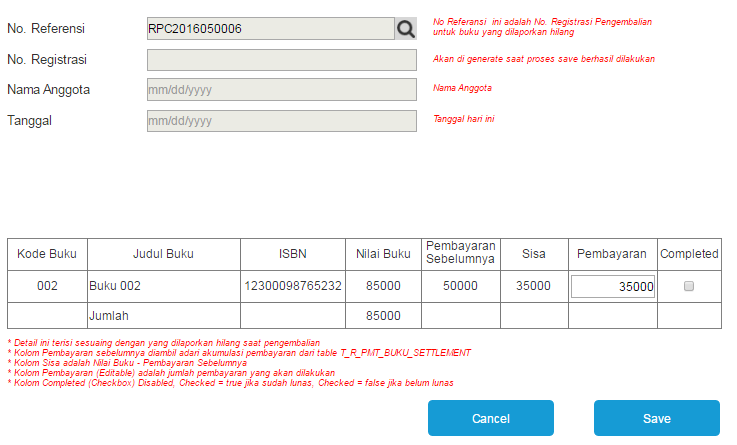 No. Referensi RPC2016050006 No Referansi ini adalah No. Registrasi Pengembalian
untuk buku yang dilaporkan hilang
No. Registrasi Akan di generate saat proses save berhasil dilakukan
Nama Anggota mm/dd/yyyy Nama Anggota
Tanggal mm/dd/yyyy Tanggal hari ini
Kode Buku Judul Buku ISBN Nilai Buku Pembayaran Sebelumnya Sisa Pembayaran Completed
002 Buku 002 12300098765232 85000 50000 35000 35000
Jumlah 85000
* Detail ini terisi sesuaing dengan yang dilaporkan hilang saat pengembalian
* Kolom Pembayaran sebelumnya diambil adari akumulasi pembayaran dari table T_R_PMT_BUKU_SETTLEMENT
* Kolom Sisa adalah Nilai Buku - Pembayaran Sebelumnya
* Kolom Pembayaran (Editable) adalah jumlah pembayaran yang akan dilakukan
* Kolom Completed (Checkbox) Disabled, Checked = true jika sudah lunas, Checked = false jika belum lunas
Cancel Save